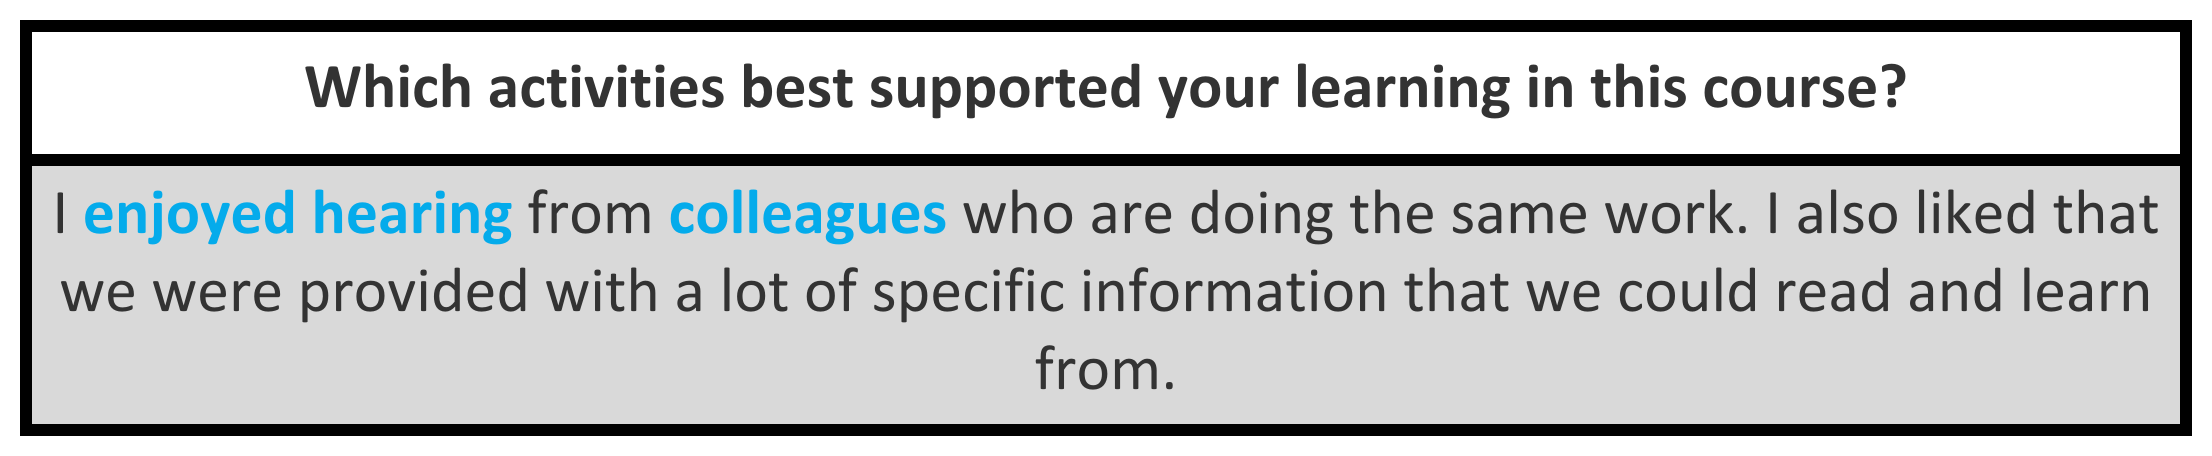 Which activities best supported your learning in this course?
I enjoyed hearing from colleagues who are doing the same work. I also liked that
we were provided with a lot of specific information that we could read and learn
from.